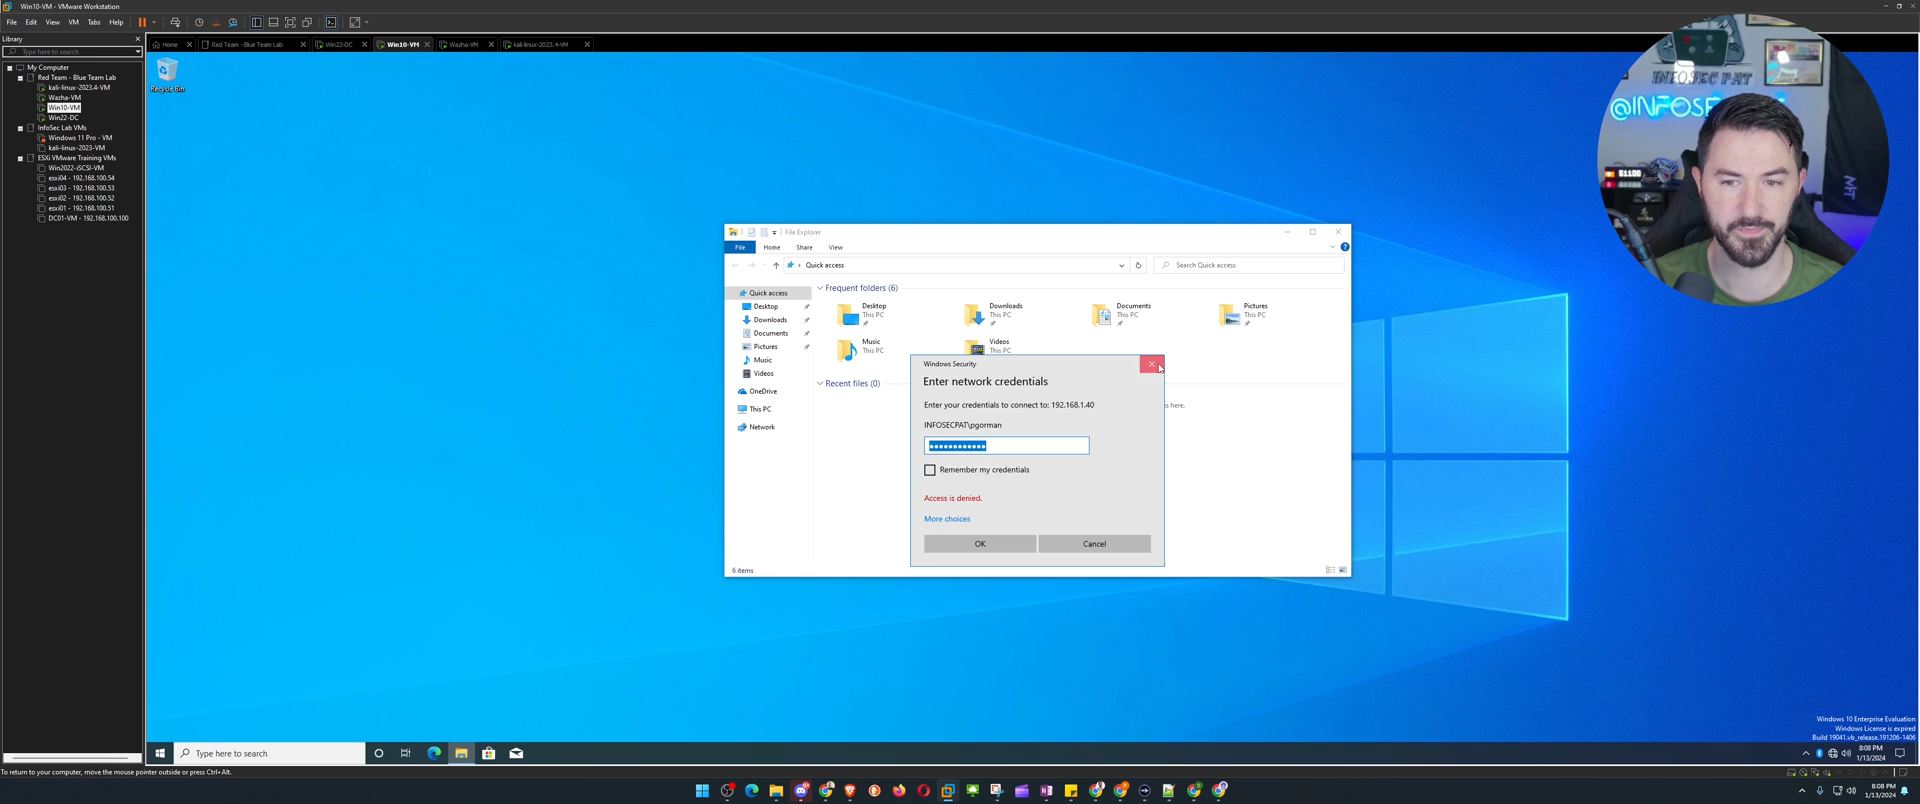 Win10-VM - VMware Workstation
File Edit View VM Tabs Help
Library
Type here to search
My Computer
Red Team - Blue Team Lab
kali-linux-2023.4-VM
Wazha-VM
Win10-VM
Win22-DC
InfoSec Lab VMs
Windows 11 Pro - VM
kali-linux-2023-VM
ESXi VMware Training VMs
Win2022-iSCSI-VM
esxi04 - 192.168.100.54
esxi03 - 192.168.100.53
esxi02 - 192.168.100.52
esxi01 - 192.168.100.51
DC01-VM - 192.168.100.100
Home Red Team - Blue Team Lab Win22-DC Win10-VM Wazha-VM kali-linux-2023.4-VM
Recycle Bin
INFOSEC PAT
File Explorer
File Home Share View
Quick access
Search Quick access
Quick access
Desktop
Downloads
Documents
Pictures
Music
Videos
OneDrive
This PC
Network
Frequent folders (6)
Desktop
This PC
Downloads
This PC
Documents
This PC
Pictures
This PC
Music
This PC
Videos
This PC
Recent files (0)
es here.
6 items
Windows Security
Enter network credentials
Enter your credentials to connect to: 192.168.1.40
INFOSECPAT\pgorman
Remember my credentials
Access is denied.
More choices
OK Cancel
Windows 10 Enterprise Evaluation
Windows License is expired
Build 19041.vb_release.191206-1406
Type here to search
8:08 PM
1/13/2024
To return to your computer, move the mouse pointer outside or press Ctrl+Alt.
8:08 PM
1/13/2024